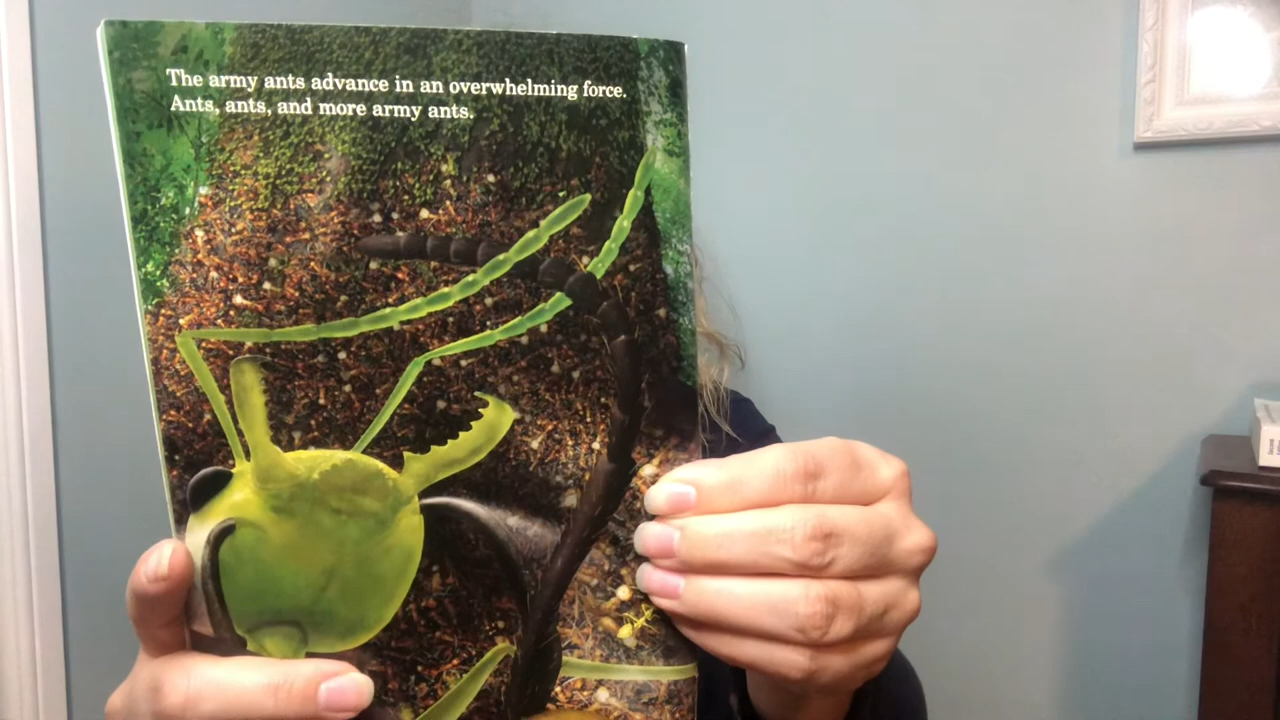 The army ants advance in an overwhelming force.
Ants, ants, and more army ants.